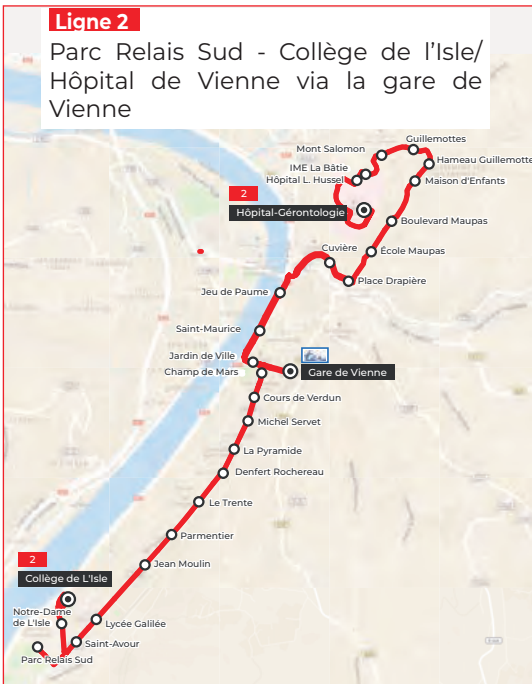 Ligne 2
Parc Relais Sud - Collège de l'Isle/
Hôpital de Vienne via la gare de
Vienne
Guillemottes
Mont Salomon
Hameau Guillemotte
IME La Bâtie
Hôpital L. Hussel
Maison d'Enfants
2
Hôpital-Gérontologie
Boulevard Maupas
Cuvière
École Maupas
Place Drapière
Jeu de Paume
Saint-Maurice
Jardin de Ville
Champ de Mars
Gare de Vienne
Cours de Verdun
Michel Servet
La Pyramide
Denfert Rochereau
Le Trente
Parmentier
Jean Moulin
2
Collège de L'Isle
Notre-Dame
de L'Isle
Lycée Galilée
Saint-Avour
Parc Relais Sud